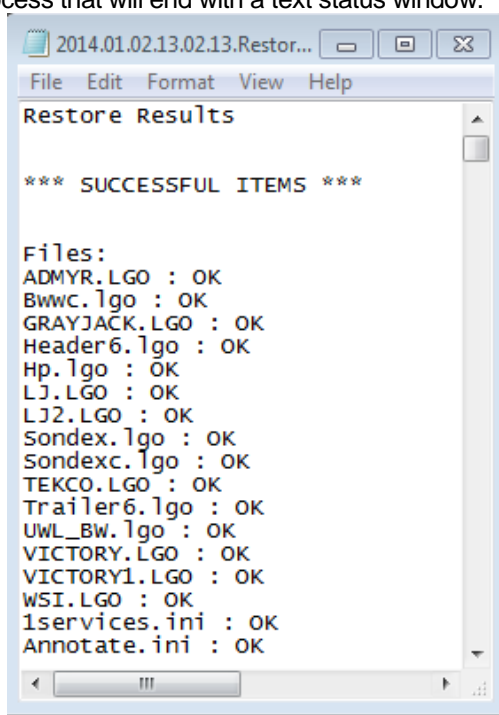 ocess that will end with a text status window.
2014.01.02.13.02.13.Restor...
File Edit Format View Help
Restore Results
*** SUCCESSFUL ITEMS ***
Files:
ADMYR.LGO : OK
Bwwc.lgo : OK
GRAYJACK.LGO : OK
Header6.lgo : OK
Hp.lgo : OK
LJ.LGO : OK
LJ2.LGO : OK
Sondex.lgo : OK
Sondexc.lgo : OK
TEKCO.LGO : OK
Trailer6.lgo : OK
UWL_BW.lgo : OK
VICTORY.LGO : OK
VICTORY1.LGO : OK
WSI.LGO : OK
1services.ini : OK
Annotate.ini : OK